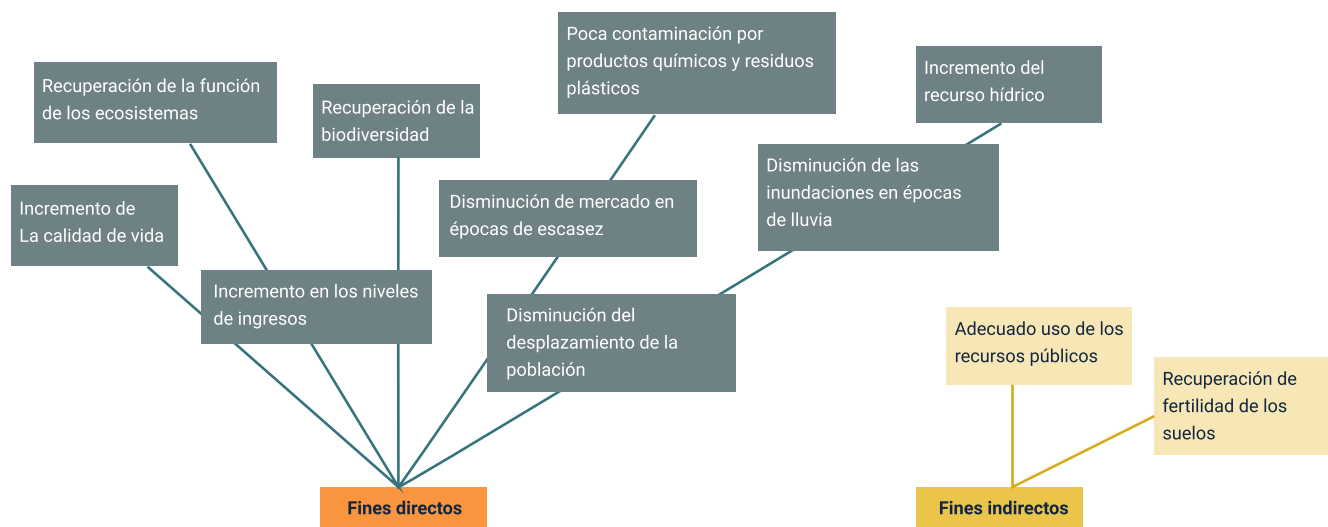 Poca contaminación por
productos químicos y residuos
plásticos
Incremento del
recurso hídrico
Recuperación de la función
de los ecosistemas
Recuperación de la
biodiversidad
Disminución de las
inundaciones en épocas
de lluvia
Incremento de
La calidad de vida
Disminución de mercado en
épocas de escasez
Incremento en los niveles
de ingresos
Disminución del
desplazamiento de la
población
Adecuado uso de los
recursos públicos
Recuperación de
fertilidad de los
suelos
Fines directos
Fines indirectos